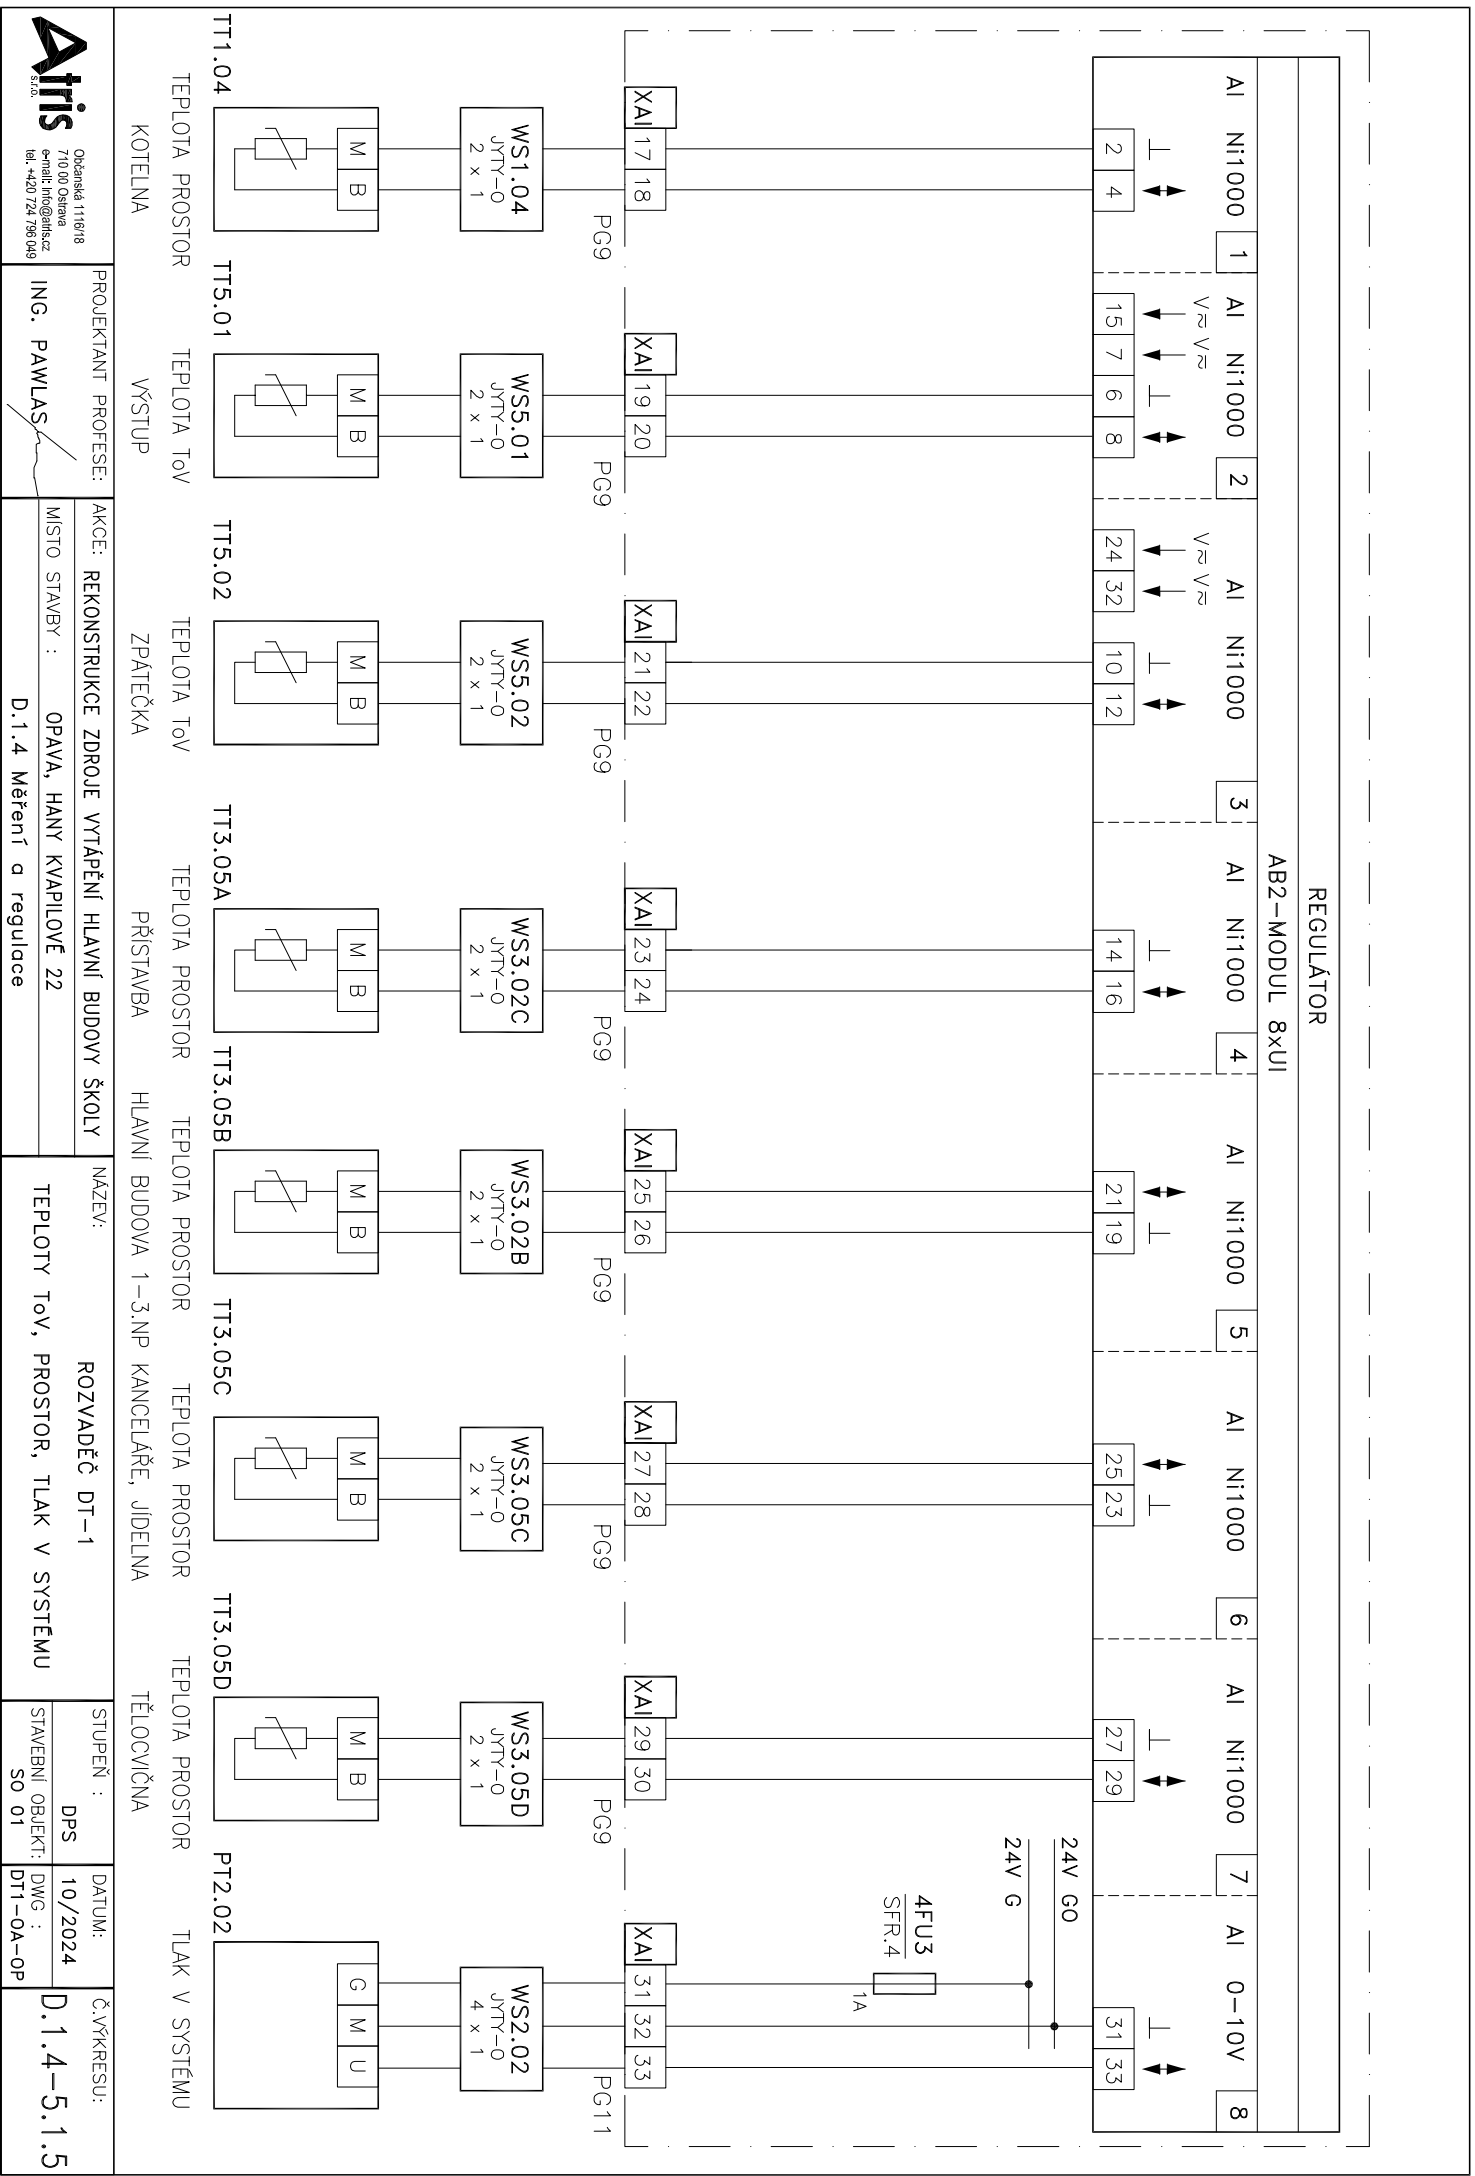 REGULÁTOR
AB2-MODUL 8xUI
AI Ni1000 1
AI Ni1000 2
AI Ni1000 3
AI Ni1000 4
AI Ni1000 5
AI Ni1000 6
AI Ni1000 7
AI 0-10V 8
V≂ V≂
V≂ V≂
2 4
15 7 6 8
24 32 10 12
14 16
21 19
25 23
27 29
31 33
24V G0
24V G
4FU3
SFR.4
1A
XAI 17 18
XAI 19 20
XAI 21 22
XAI 23 24
XAI 25 26
XAI 27 28
XAI 29 30
XAI 31 32 33
PG9
PG9
PG9
PG9
PG9
PG9
PG9
PG11
WS1.04
JYTY-O
2 x 1
WS5.01
JYTY-O
2 x 1
WS5.02
JYTY-O
2 x 1
WS3.02C
JYTY-O
2 x 1
WS3.02B
JYTY-O
2 x 1
WS3.05C
JYTY-O
2 x 1
WS3.05D
JYTY-O
2 x 1
WS2.02
JYTY-O
4 x 1
M B
M B
M B
M B
M B
M B
M B
G M U
TT1.04
TT5.01
TT5.02
TT3.05A
TT3.05B
TT3.05C
TT3.05D
PT2.02
TEPLOTA PROSTOR
KOTELNA
TEPLOTA ToV
VÝSTUP
TEPLOTA ToV
ZPÁTEČKA
TEPLOTA PROSTOR
PŘÍSTAVBA
TEPLOTA PROSTOR
TEPLOTA PROSTOR
HLAVNÍ BUDOVA 1-3.NP KANCELÁŘE, JÍDELNA
TEPLOTA PROSTOR
TĚLOCVIČNA
TLAK V SYSTÉMU
Atris
s.r.o.
Občanská 1116/18
710 00 Ostrava
e-mail: info@atris.cz
tel. +420 724 796 049
PROJEKTANT PROFESE:
ING. PAWLAS
AKCE: REKONSTRUKCE ZDROJE VYTÁPĚNÍ HLAVNÍ BUDOVY ŠKOLY
MÍSTO STAVBY : OPAVA, HANY KVAPILOVÉ 22
D.1.4 Měření a regulace
NÁZEV:
ROZVADĚČ DT-1
TEPLOTY ToV, PROSTOR, TLAK V SYSTÉMU
STUPEŇ :
DPS
STAVEBNÍ OBJEKT:
SO 01
DATUM:
10/2024
DWG :
DT1-OA-OP
Č.VÝKRESU:
D.1.4-5.1.5